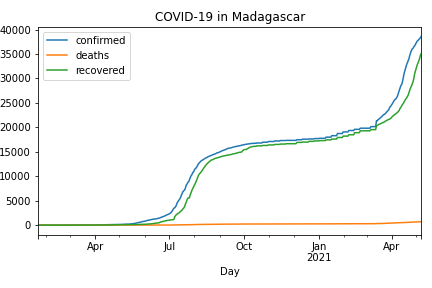 COVID-19 in Madagascar
confirmed
deaths
recovered
40000
35000
30000
25000
20000
15000
10000
5000
0
Apr
Jul
Oct
Jan
2021
Apr
Day